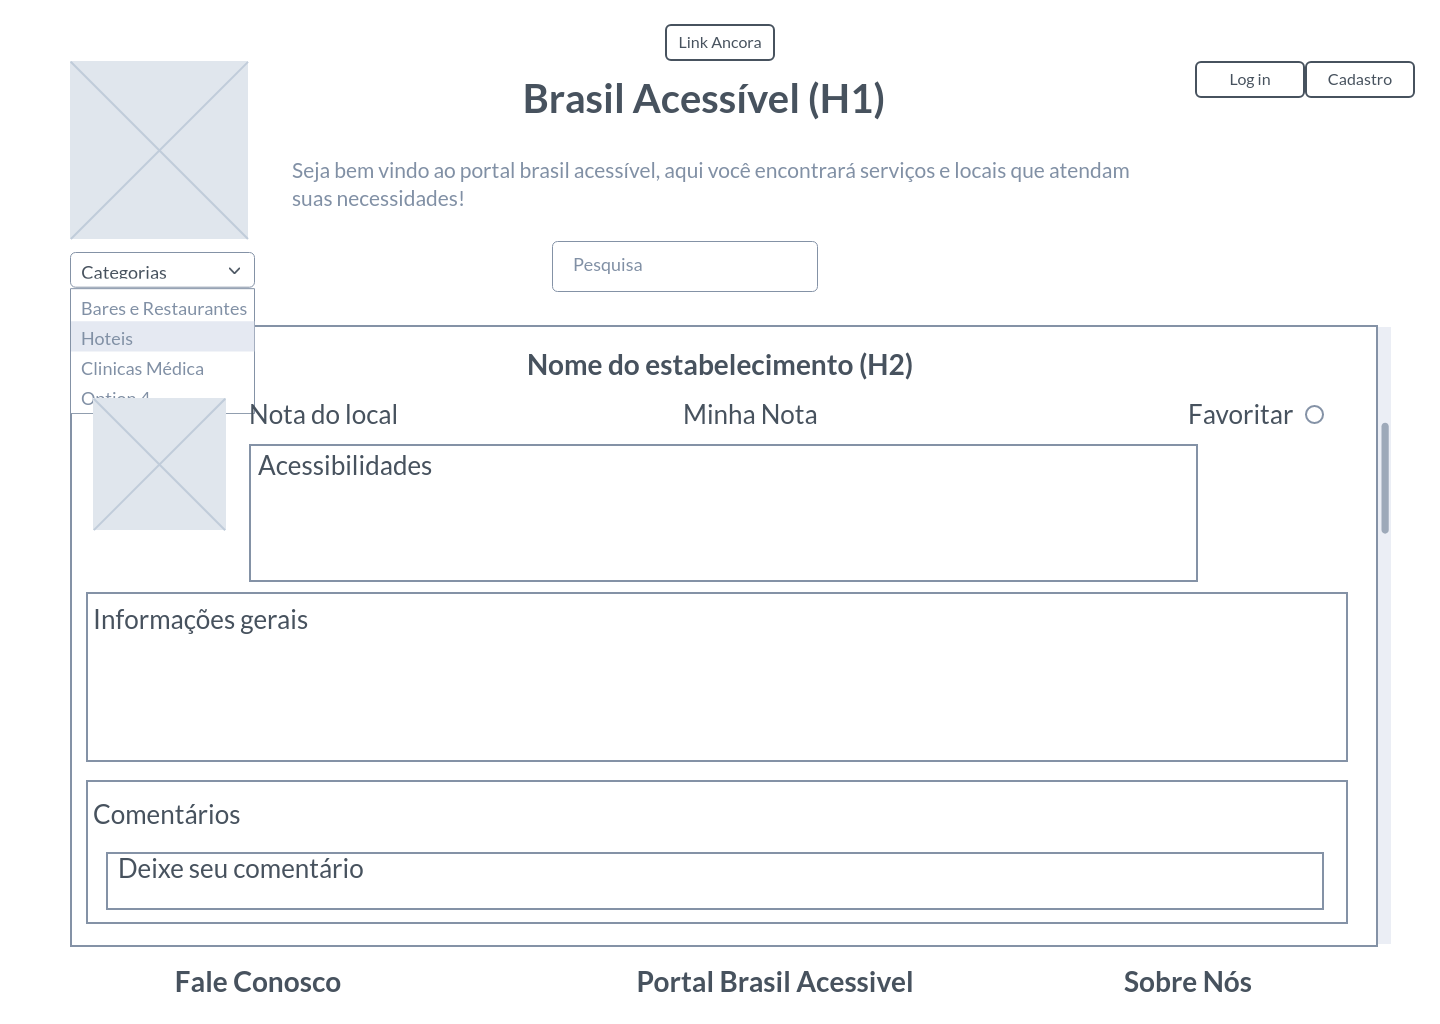 Link Ancora
Log in
Cadastro
Brasil Acessível (H1)
Seja bem vindo ao portal brasil acessível, aqui você encontrará serviços e locais que atendam
suas necessidades!
Categorias
Pesquisa
Bares e Restaurantes
Hoteis
Clinicas Médica
Option 4
Nome do estabelecimento (H2)
Nota do local
Minha Nota
Favoritar
Acessibilidades
Informações gerais
Comentários
Deixe seu comentário
Fale Conosco
Portal Brasil Acessivel
Sobre Nós